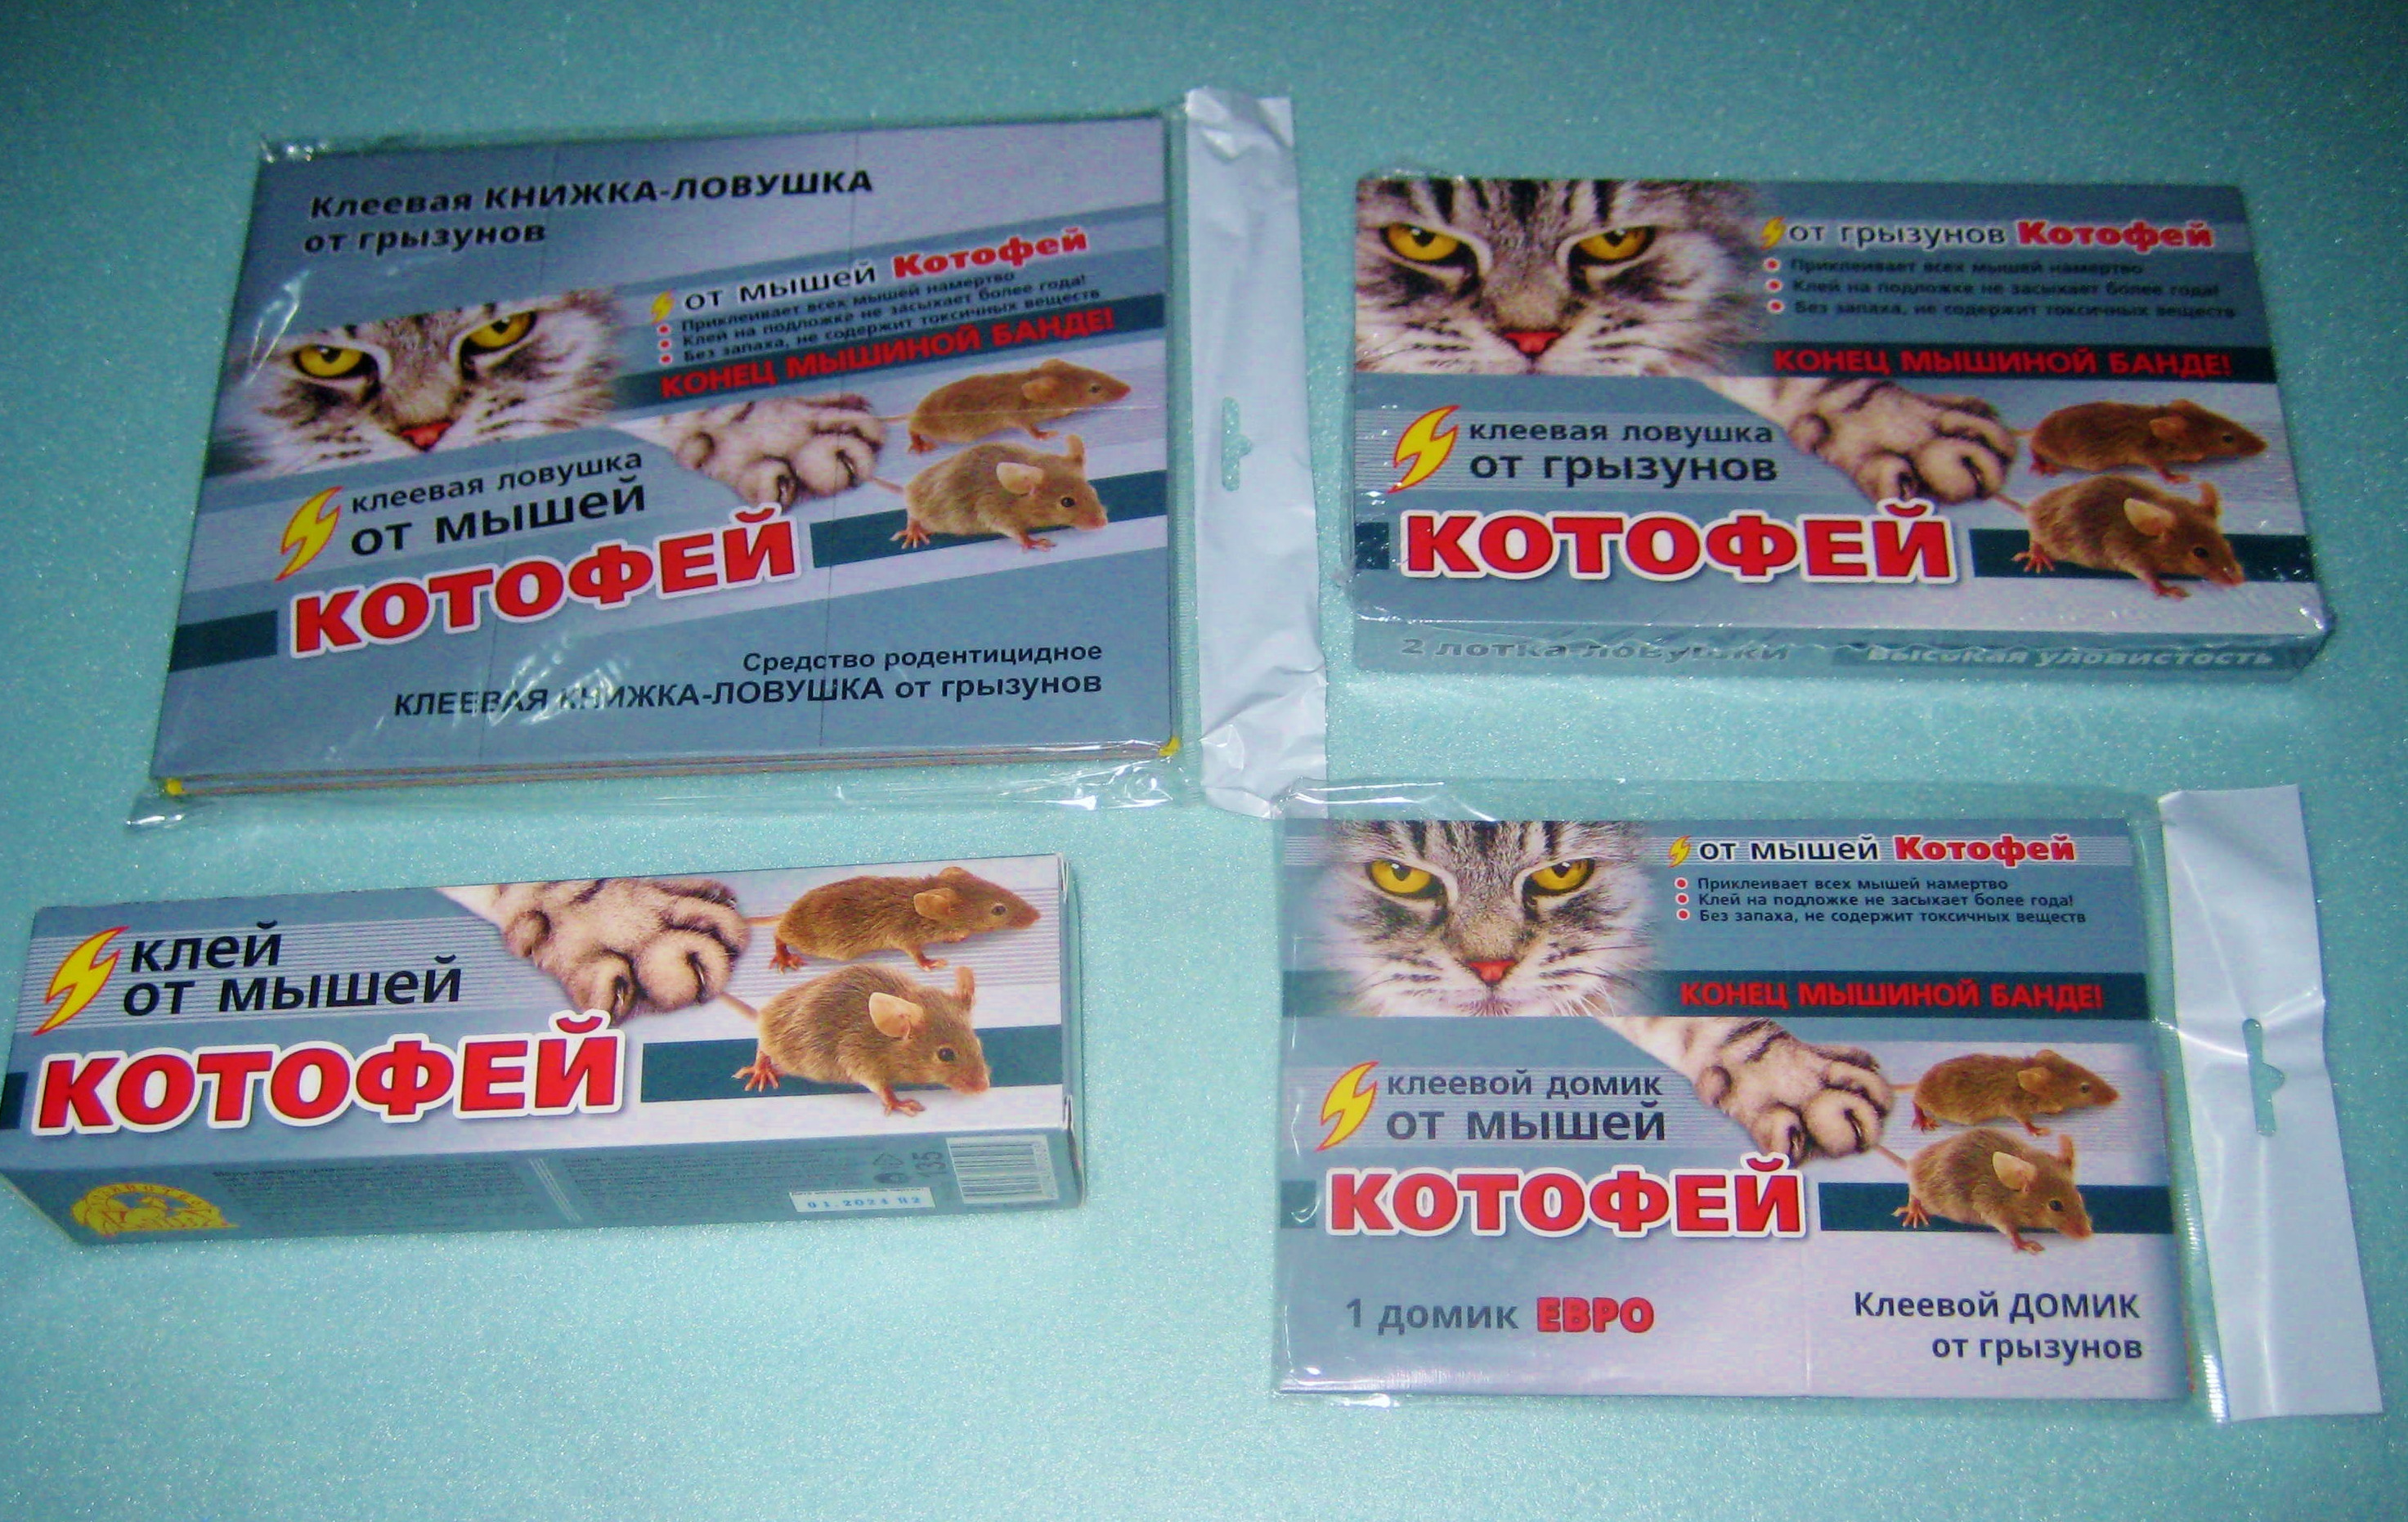 Клеевая КНИЖКА-ЛОВУШКА
от грызунов
от мышей Котофей
Приклеивает всех мышей намертво
Клей на подложке не засыхает более года!
Без запаха, не содержит токсичных веществ
КОНЕЦ МЫШИНОЙ БАНДЕ!
клеевая ловушка
от мышей
КОТОФЕЙ
Средство родентицидное
КЛЕЕВАЯ КНИЖКА-ЛОВУШКА от грызунов
от грызунов Котофей
Приклеивает всех мышей намертво
Клей на подложке не засыхает более года!
Без запаха, не содержит токсичных веществ
КОНЕЦ МЫШИНОЙ БАНДЕ!
клеевая ловушка
от грызунов
КОТОФЕЙ
2 лотка-ловушки
Высокая уловистость
клей
от мышей
КОТОФЕЙ
35
01.2024
от мышей Котофей
Приклеивает всех мышей намертво
Клей на подложке не засыхает более года!
Без запаха, не содержит токсичных веществ
КОНЕЦ МЫШИНОЙ БАНДЕ!
клеевой домик
от мышей
КОТОФЕЙ
1 домик ЕВРО
Клеевой ДОМИК
от грызунов